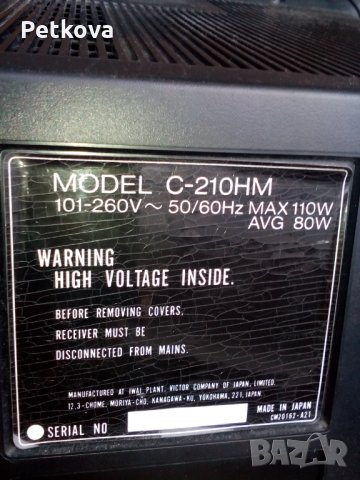 Petkova
MODEL C-210HM
101-260V~ 50/60Hz MAX 110W
AVG 80W
WARNING
HIGH VOLTAGE INSIDE.
BEFORE REMOVING COVERS,
RECEIVER MUST BE
DISCONNECTED FROM MAINS.
MANUFACTURED AT IWAI PLANT, VICTOR COMPANY OF JAPAN, LIMITED.
12,3-CHOME, MORIYA-CHO, KANAGAWA-KU, YOKOHAMA, 221, JAPAN.
MADE IN JAPAN
SERIAL NO
CM20162-A21
BAZAR